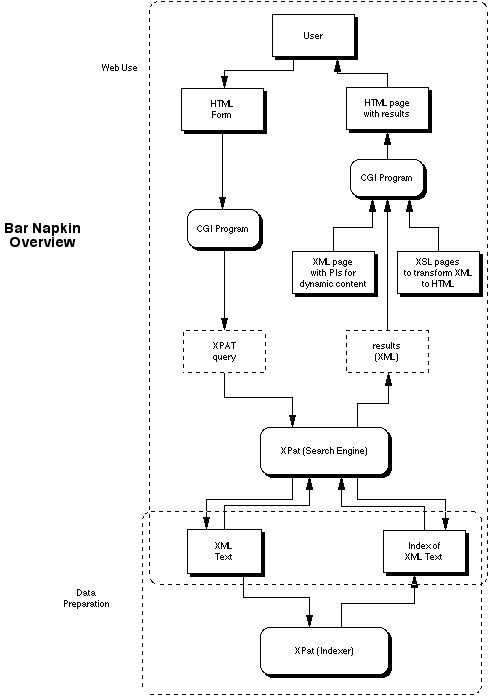 User
Web Use
HTML
Form
HTML page
with results
CGI Program
CGI Program
Bar Napkin
Overview
XML page
with PIs for
dynamic content
XSL pages
to transform XML
to HTML
XPAT
query
results
(XML)
XPat (Search Engine)
XML
Text
Index of
XML Text
Data
Preparation
XPat (Indexer)